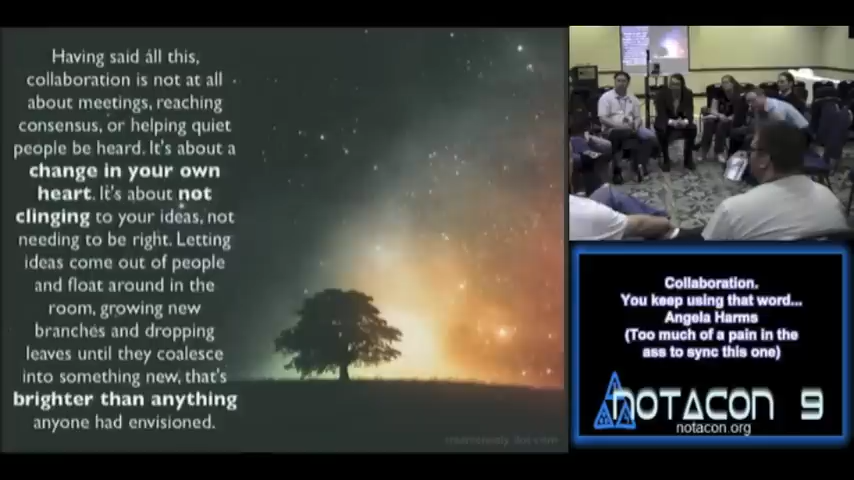 Having said all this,
collaboration is not at all
about meetings, reaching
consensus, or helping quiet
people be heard. It's about a
change in your own
heart. It's about not
clinging to your ideas, not
needing to be right. Letting
ideas come out of people
and float around in the
room, growing new
branches and dropping
leaves until they coalesce
into something new, that's
brighter than anything
anyone had envisioned.
Collaboration.
You keep using that word...
Angela Harms
(Too much of a pain in the
ass to sync this one)
NOTACON 9
notacon.org